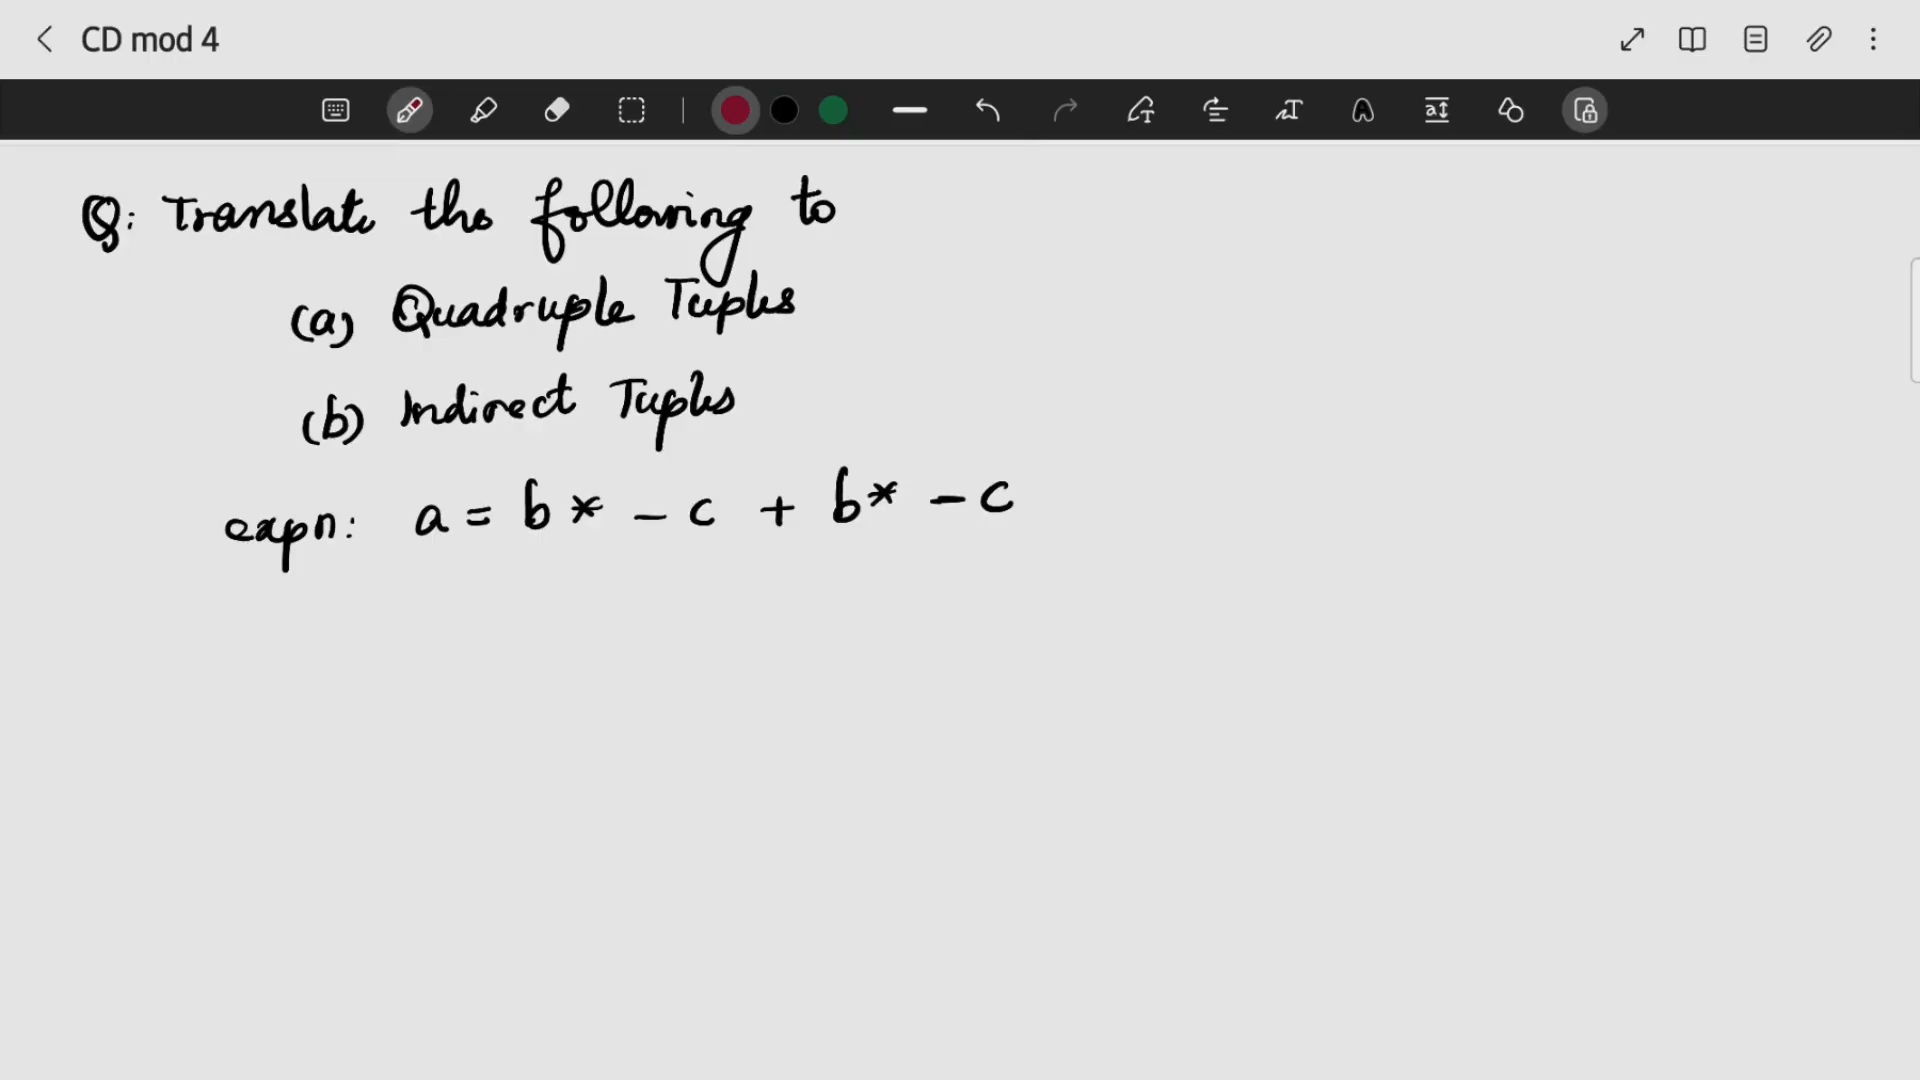 CD mod 4
Q: Translate the following to
(a) Quadruple Tuples
(b) Indirect Tuples
expn: a = b * - c + b * - c